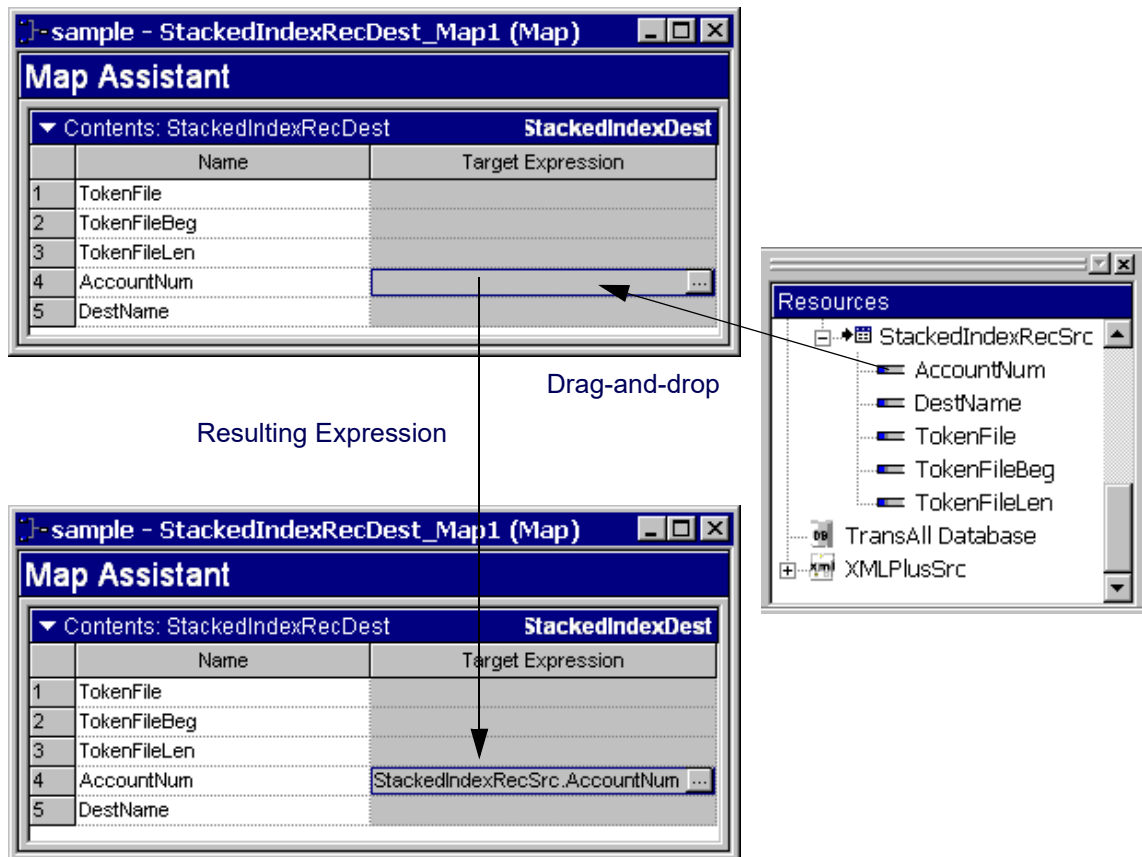 sample - StackedIndexRecDest_Map1 (Map)
Map Assistant
Contents: StackedIndexRecDest StackedIndexDest
Name Target Expression
1 TokenFile
2 TokenFileBeg
3 TokenFileLen
4 AccountNum ...
5 DestName
Resources
StackedIndexRecSrc
AccountNum
DestName
TokenFile
TokenFileBeg
TokenFileLen
DB TransAll Database
xml XMLPlusSrc
Drag-and-drop
Resulting Expression
sample - StackedIndexRecDest_Map1 (Map)
Map Assistant
Contents: StackedIndexRecDest StackedIndexDest
Name Target Expression
1 TokenFile
2 TokenFileBeg
3 TokenFileLen
4 AccountNum StackedIndexRecSrc.AccountNum ...
5 DestName